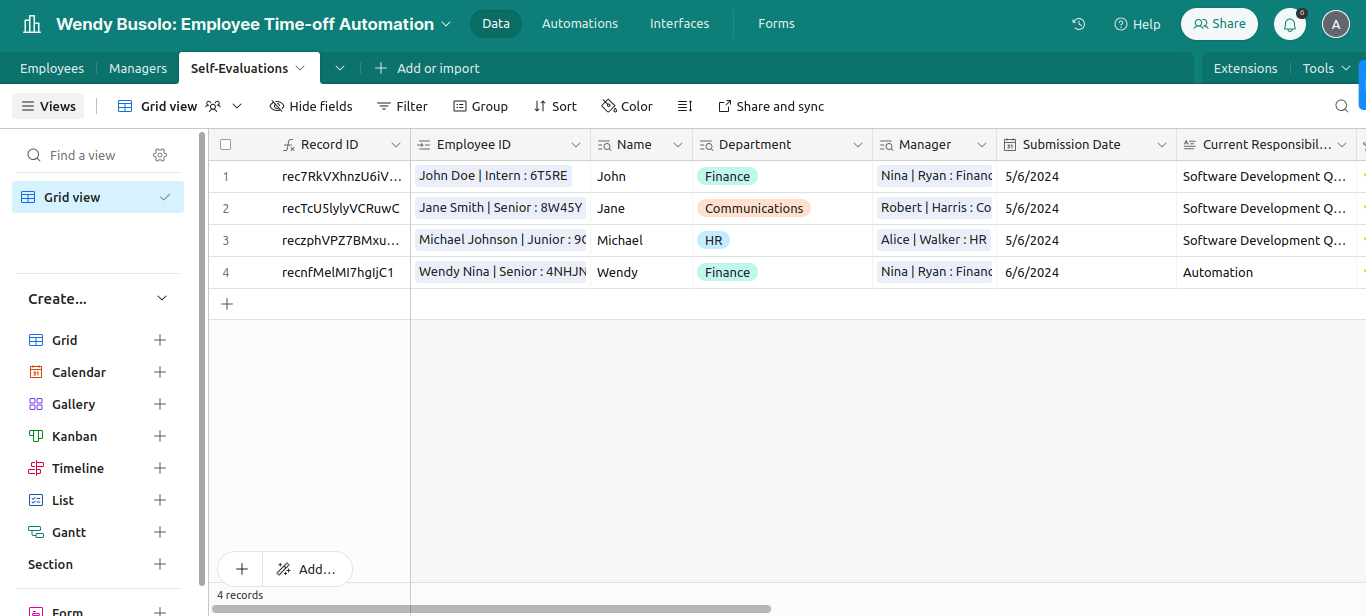 Wendy Busolo: Employee Time-off Automation
Data Automations Interfaces Forms
Help Share 6 A
Employees Managers Self-Evaluations Add or import Extensions Tools
Views Grid view Hide fields Filter Group Sort Color Share and sync
Find a view
Grid view
Create...
Grid
Calendar
Gallery
Kanban
Timeline
List
Gantt
Section
Form
Record ID Employee ID Name Department Manager Submission Date Current Responsibil...
1 rec7RkVXhnzU6iV... John Doe | Intern : 6T5RE John Finance Nina | Ryan : Financ 5/6/2024 Software Development Q...
2 recTcU5lylyVCRuwC Jane Smith | Senior : 8W45Y Jane Communications Robert | Harris : Co 5/6/2024 Software Development Q...
3 reczphVPZ7BMxu... Michael Johnson | Junior : 9C Michael HR Alice | Walker : HR 5/6/2024 Software Development Q...
4 recnfMelMI7hgIjC1 Wendy Nina | Senior : 4NHJN Wendy Finance Nina | Ryan : Financ 6/6/2024 Automation
Add...
4 records